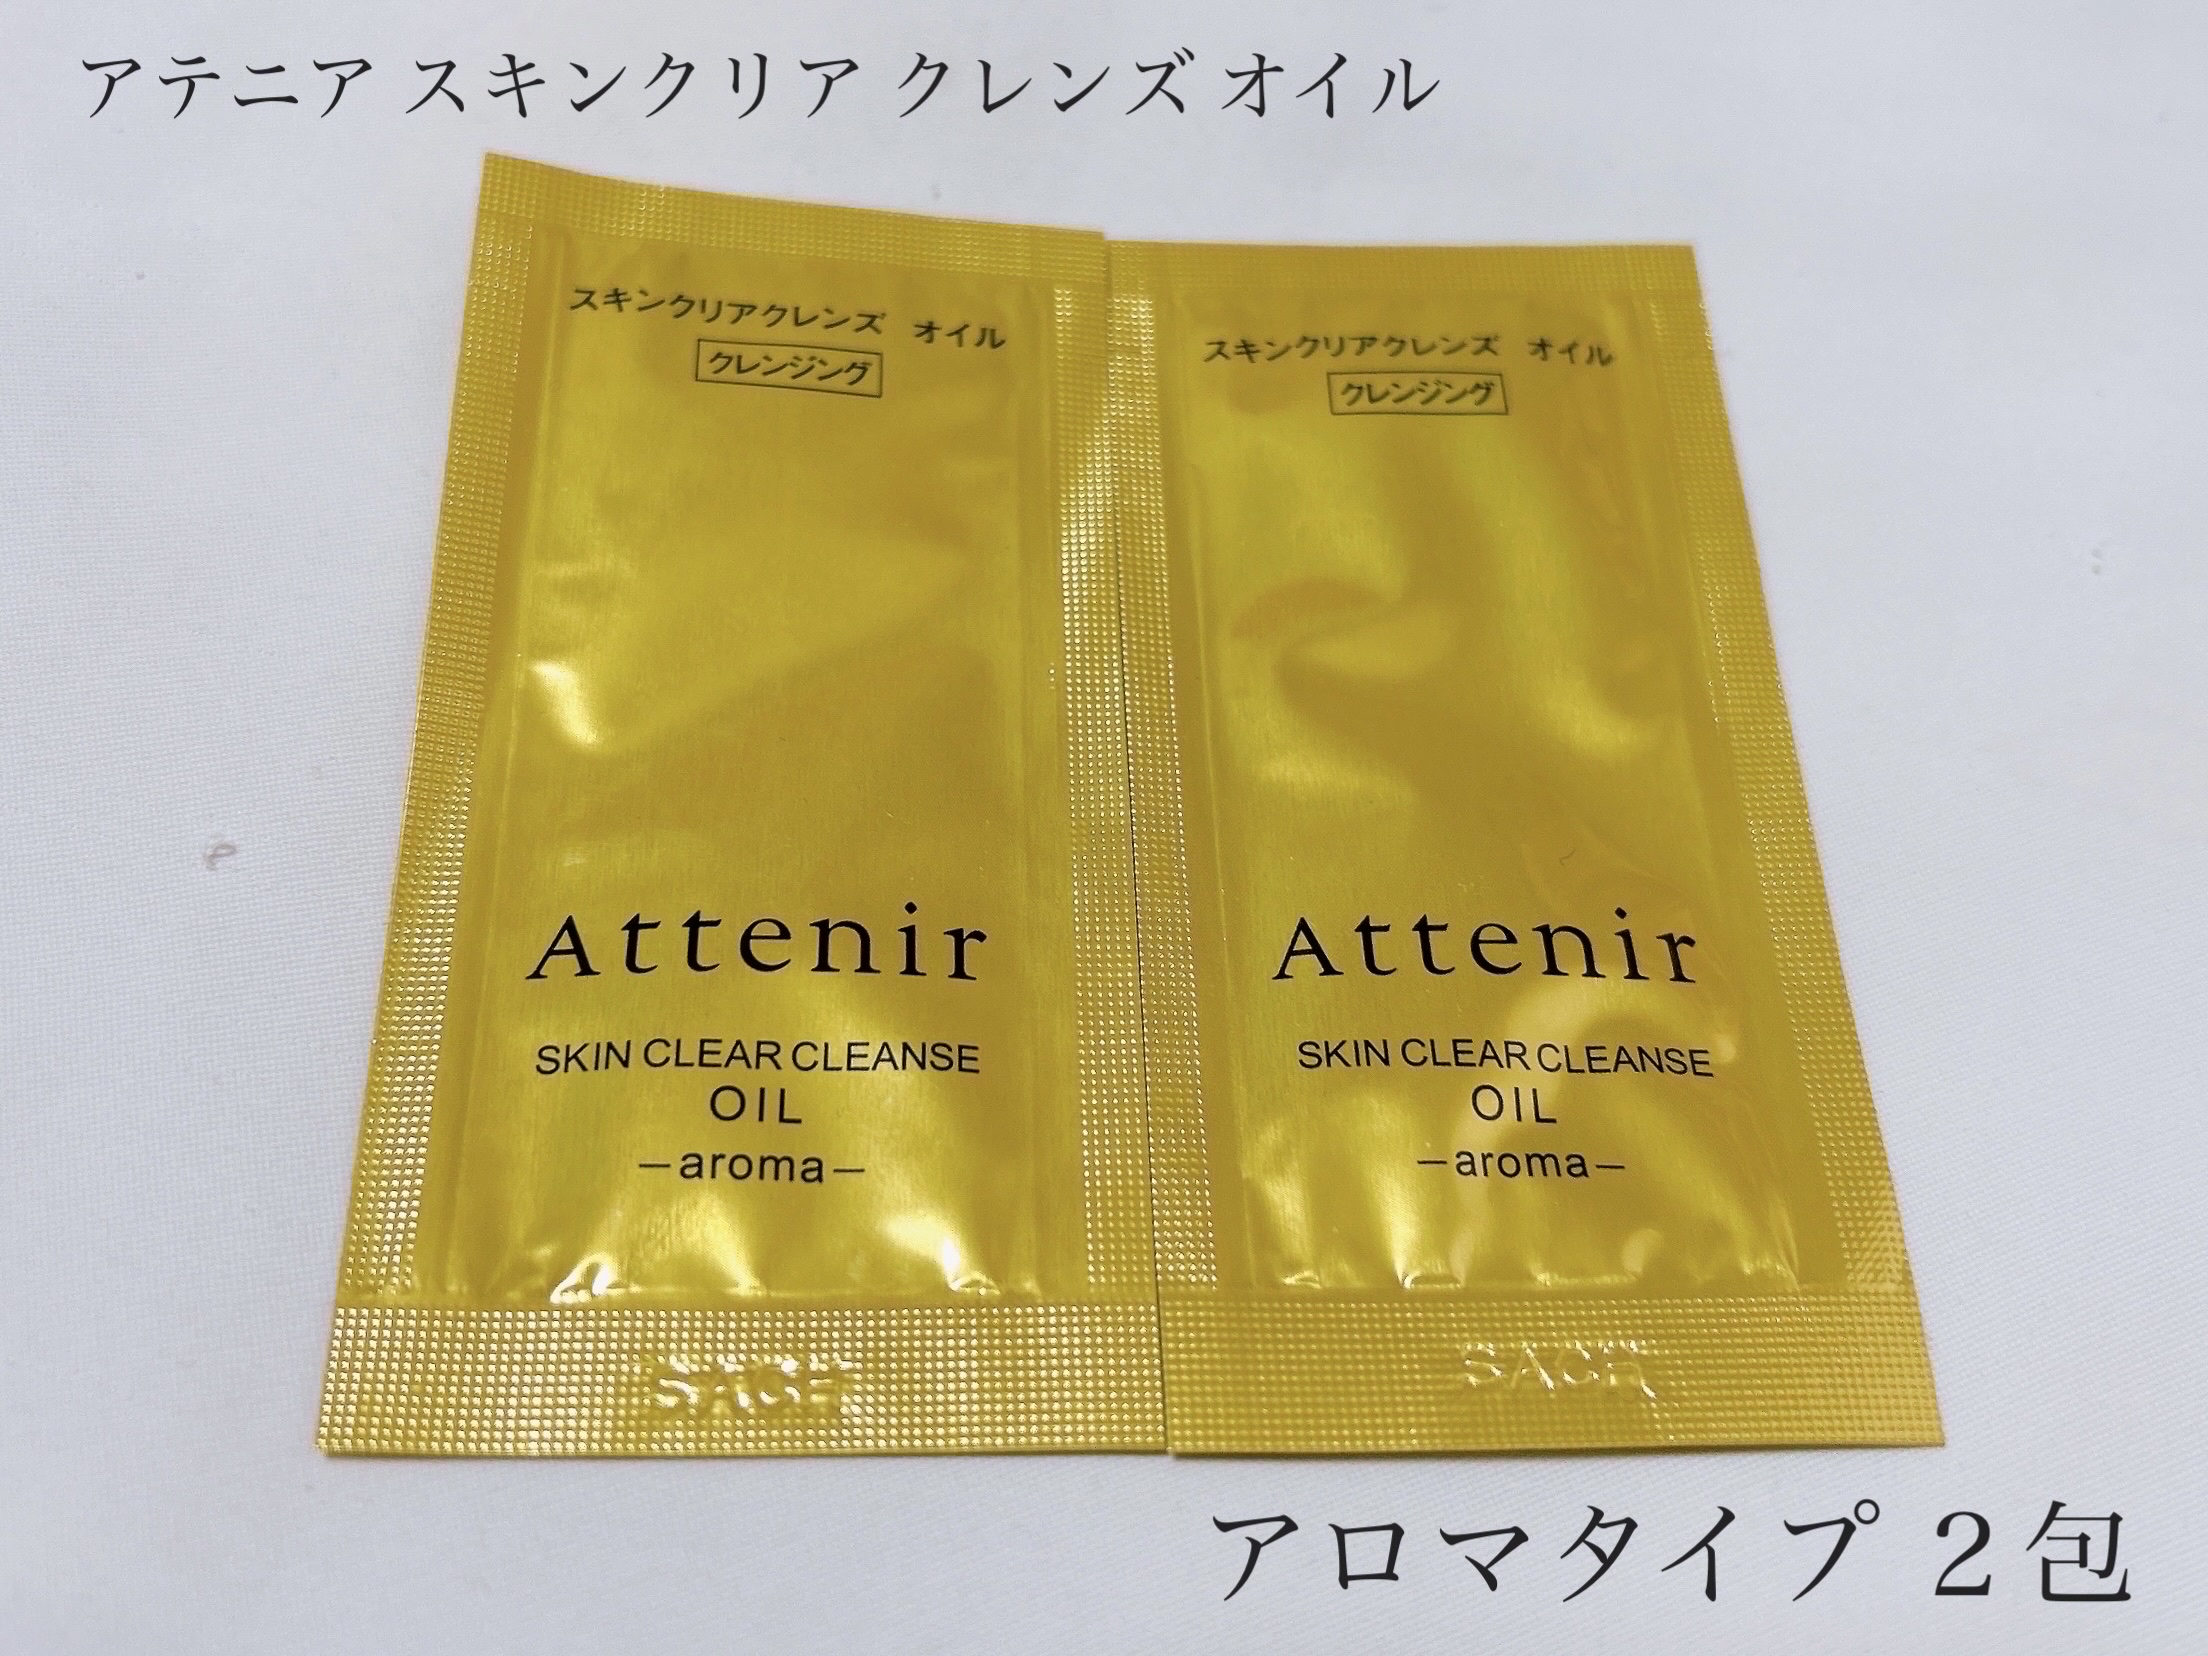 アテニア スキンクリア クレンズ オイル
スキンクリアクレンズ オイル
クレンジング
Attenir
SKIN CLEAR CLEANSE
OIL
—aroma—
スキンクリアクレンズ オイル
クレンジング
Attenir
SKIN CLEAR CLEANSE
OIL
—aroma—
アロマタイプ 2包